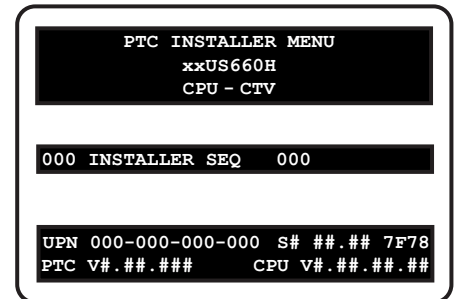 PTC INSTALLER MENU
xxUS660H
CPU – CTV
000 INSTALLER SEQ 000
UPN 000-000-000-000 S# ##.## 7F78
PTC V#.##.### CPU V#.##.##.##